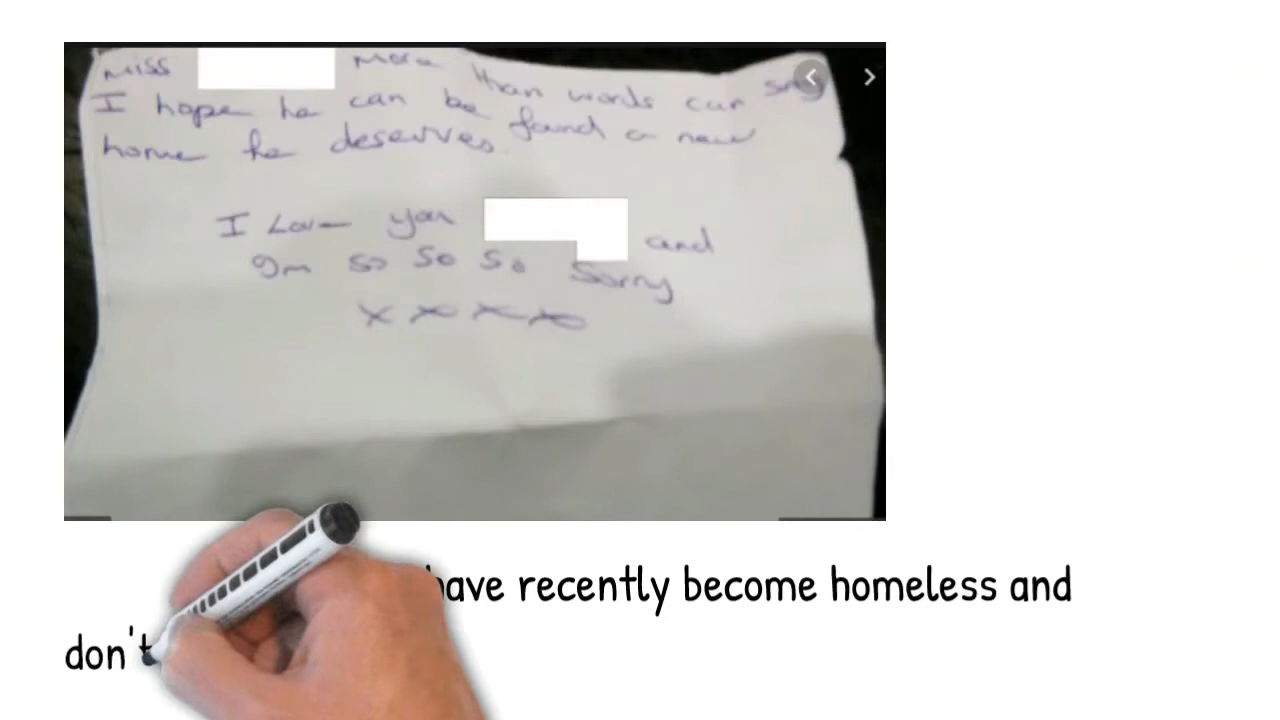 miss more than words can say
I hope he can be found a new
home he deserves.
I Love you and
Im so so so Sorry
x x x x
have recently become homeless and
don't